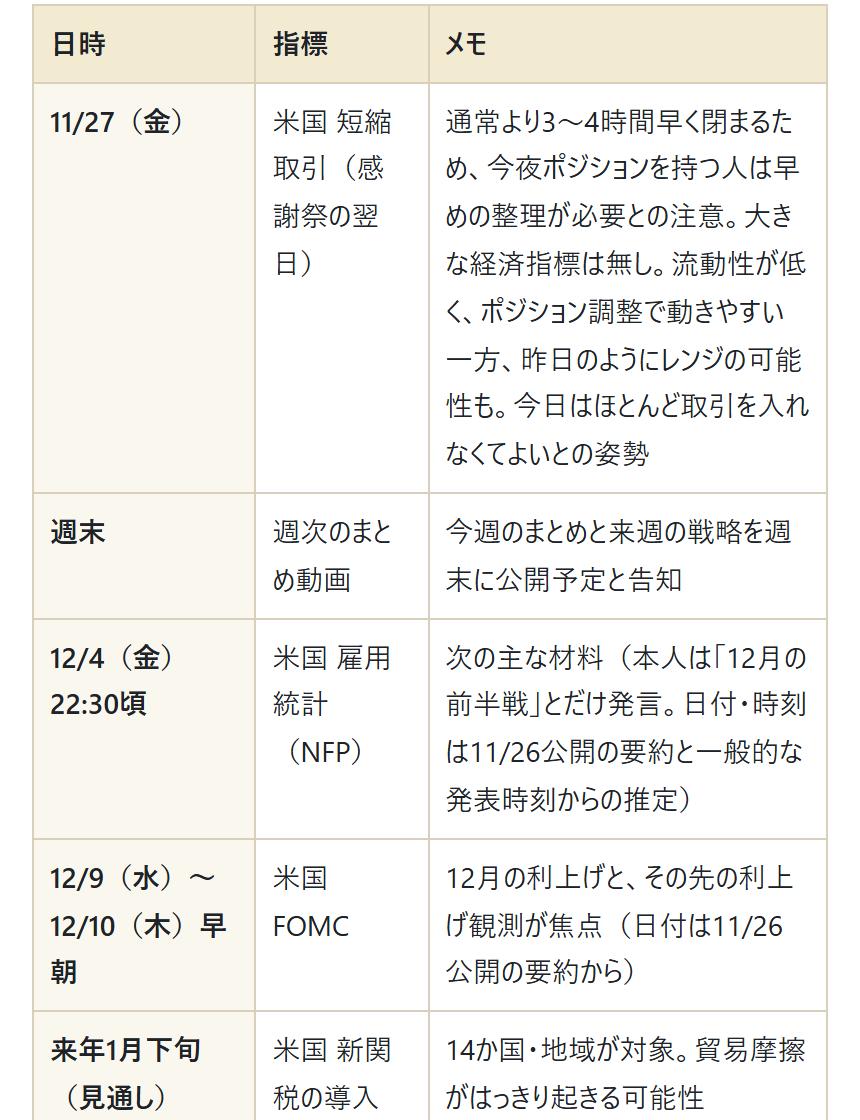 日時
指標
メモ
11/27（金）
米国 短縮
取引（感
謝祭の翌
日）
通常より3～4時間早く閉まるた
め、今夜ポジションを持つ人は早
めの整理が必要との注意。大き
な経済指標は無し。流動性が低
く、ポジション調整で動きやすい
一方、昨日のようにレンジの可能
性も。今日はほとんど取引を入れ
なくてよいとの姿勢
週末
週次のまと
め動画
今週のまとめと来週の戦略を週
末に公開予定と告知
12/4（金）
22:30頃
米国 雇用
統計
（NFP）
次の主な材料（本人は「12月の
前半戦」とだけ発言。日付・時刻
は11/26公開の要約と一般的な
発表時刻からの推定）
12/9（水）～
12/10（木）早
朝
米国
FOMC
12月の利上げと、その先の利上
げ観測が焦点（日付は11/26
公開の要約から）
来年1月下旬
（見通し）
米国 新関
税の導入
14か国・地域が対象。貿易摩擦
がはっきり起きる可能性